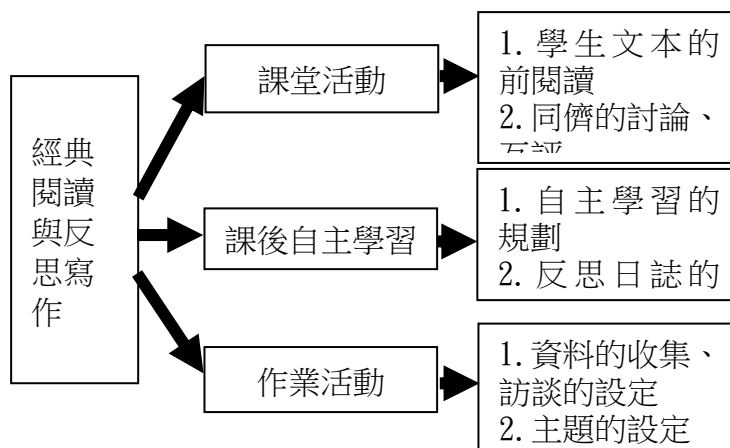 經典
閱讀
與反
思寫
作
課堂活動
1. 學生文本的
前閱讀
2. 同儕的討論、
互評
課後自主學習
1. 自主學習的
規劃
2. 反思日誌的
作業活動
1. 資料的收集、
訪談的設定
2. 主題的設定